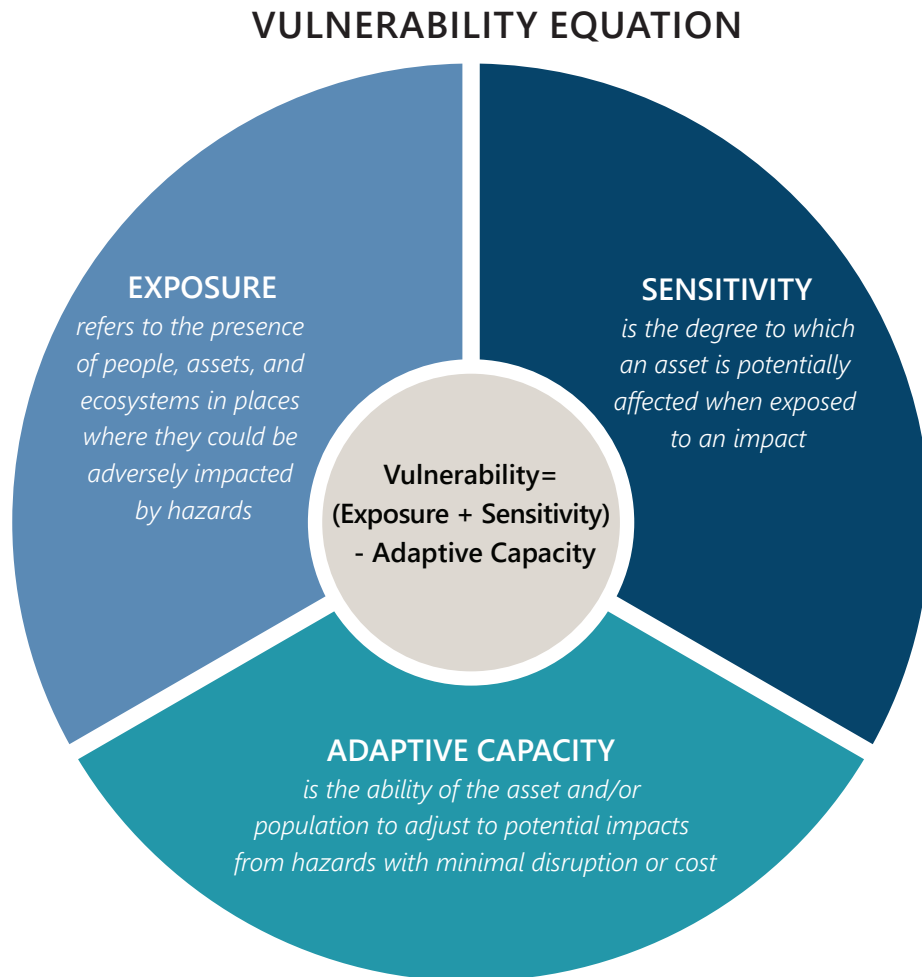 VULNERABILITY EQUATION
EXPOSURE
refers to the presence
of people, assets, and
ecosystems in places
where they could be
adversely impacted
by hazards
SENSITIVITY
is the degree to which
an asset is potentially
affected when exposed
to an impact
Vulnerability=
(Exposure + Sensitivity)
- Adaptive Capacity
ADAPTIVE CAPACITY
is the ability of the asset and/or
population to adjust to potential impacts
from hazards with minimal disruption or cost